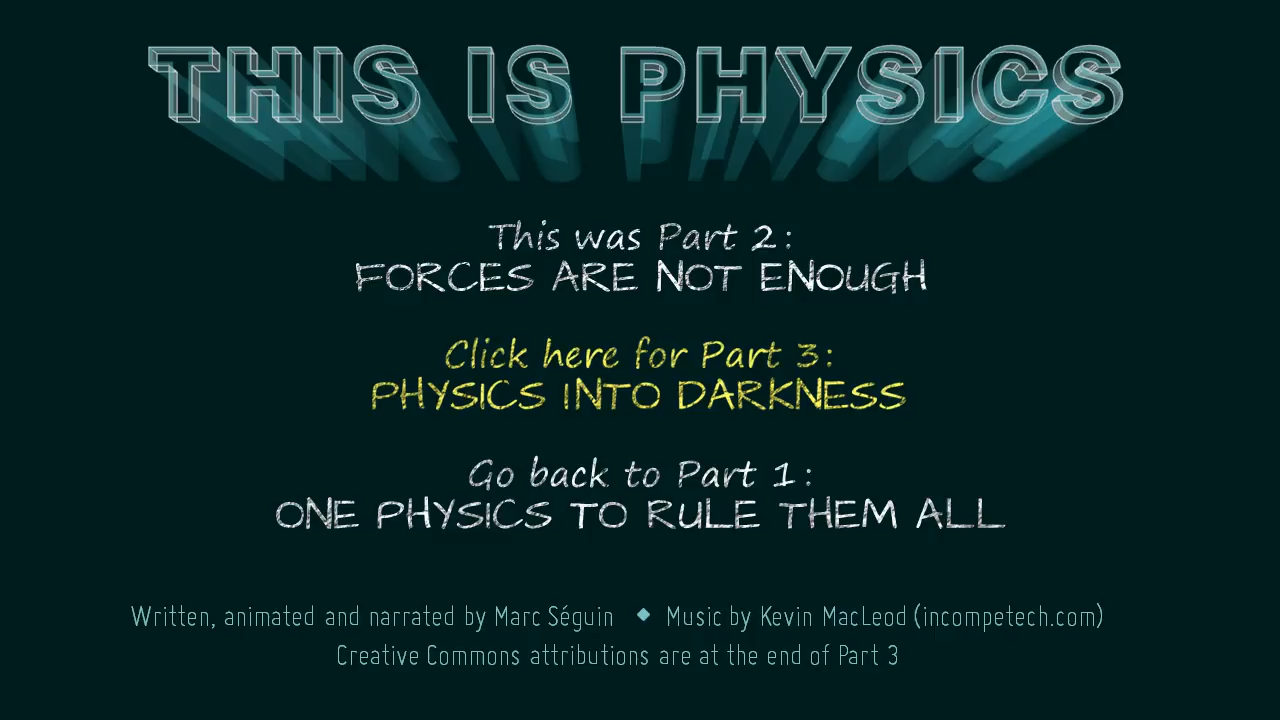 THIS IS PHYSICS
This was Part 2:
FORCES ARE NOT ENOUGH
Click here for Part 3:
PHYSICS INTO DARKNESS
Go back to Part 1:
ONE PHYSICS TO RULE THEM ALL
Written, animated and narrated by Marc Séguin ◆ Music by Kevin MacLeod (incompetech.com)
Creative Commons attributions are at the end of Part 3